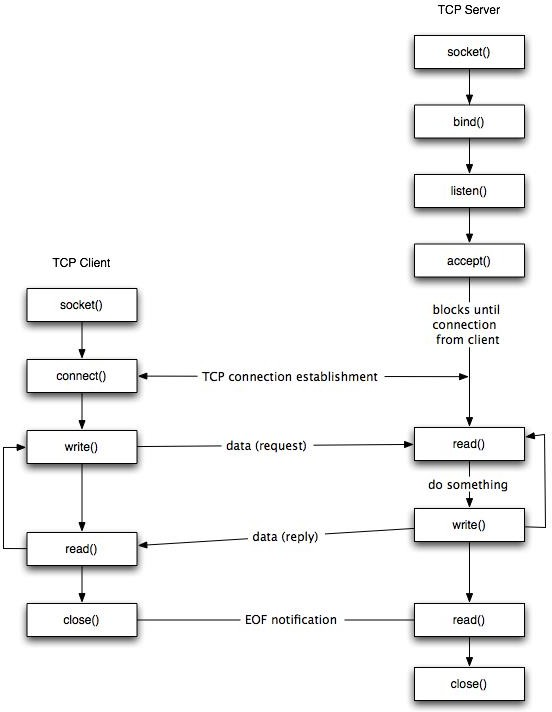 TCP Server
socket()
bind()
listen()
accept()
blocks until
connection
from client
TCP Client
socket()
connect()
TCP connection establishment
write()
data (request)
read()
do something
write()
data (reply)
read()
close()
EOF notification
read()
close()